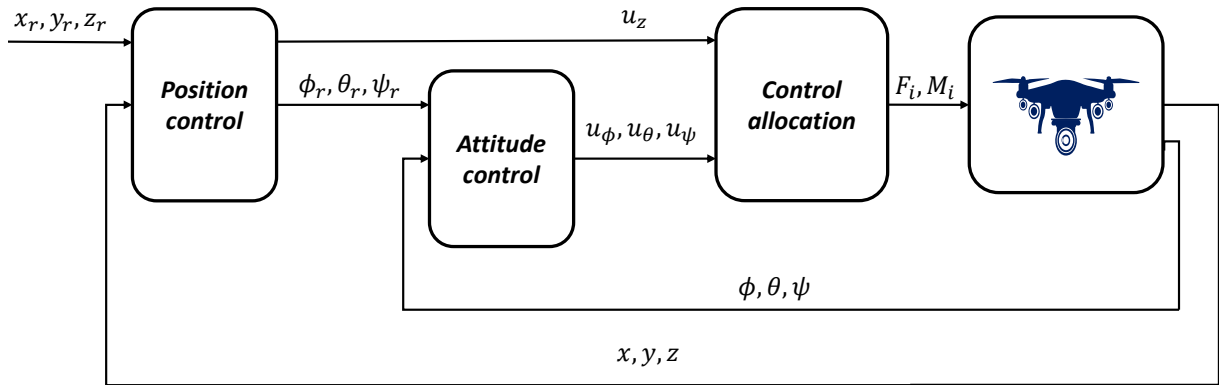 x_r, y_r, z_r
u_z
Position
control
ϕ_r, θ_r, ψ_r
Attitude
control
u_ϕ, u_θ, u_ψ
Control
allocation
F_i, M_i
ϕ, θ, ψ
x, y, z